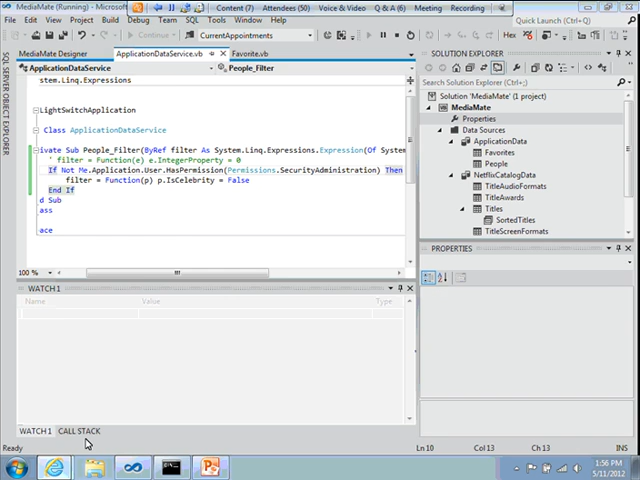 MediaMate (Running) - Microsoft
Content (7) Attendees (50) Voice & Video Q & A (6) Meeting Recording
Quick Launch (Ctrl+Q)
File Edit View Project Build Debug Team SQL Tools Window Help
Continue CurrentAppointments Hex
SQL SERVER OBJECT EXPLORER
MediaMate Designer ApplicationDataService.vb Favorite.vb
ApplicationDataService People_Filter
stem.Linq.Expressions
LightSwitchApplication
Class ApplicationDataService
ivate Sub People_Filter(ByRef filter As System.Linq.Expressions.Expression(Of System
' filter = Function(e) e.IntegerProperty = 0
If Not Me.Application.User.HasPermission(Permissions.SecurityAdministration) Then
filter = Function(p) p.IsCelebrity = False
End If
d Sub
ass
ace
100 %
WATCH 1
Name Value Type
WATCH 1 CALL STACK
SOLUTION EXPLORER
Search Solution Explorer (Ctrl+;)
Solution 'MediaMate' (1 project)
MediaMate
Properties
Data Sources
ApplicationData
Favorites
People
NetflixCatalogData
TitleAudioFormats
TitleAwards
Titles
SortedTitles
TitleScreenFormats
PROPERTIES
Ready Ln 10 Col 13 Ch 13 INS
1:56 PM
5/11/2012